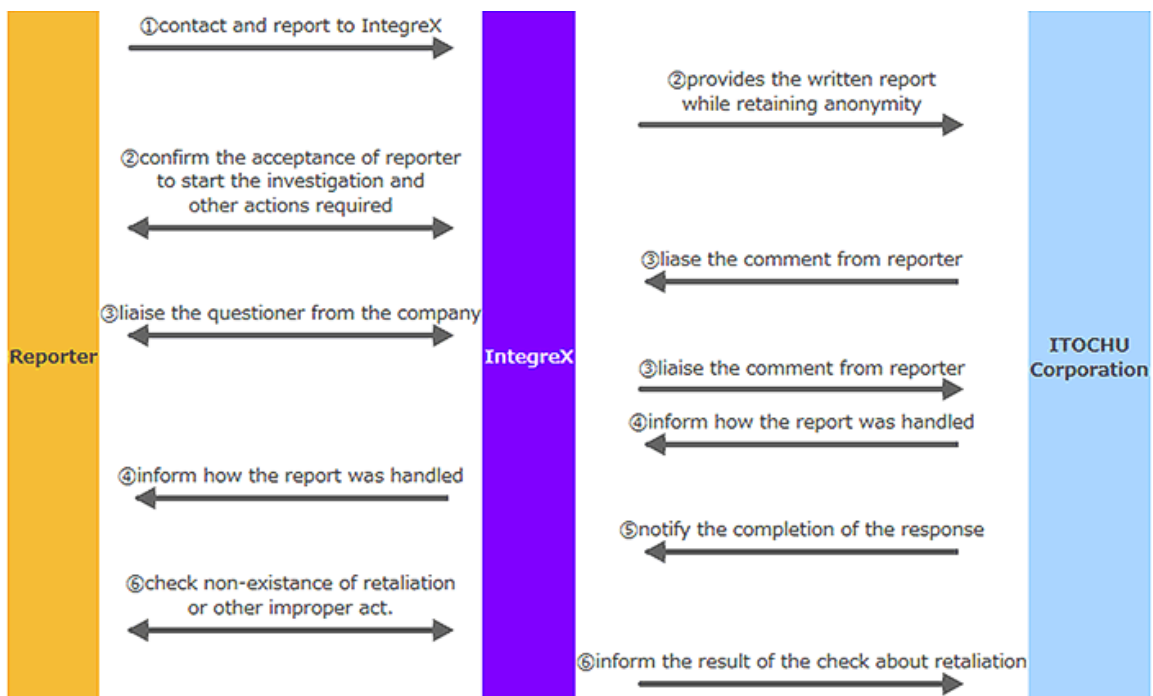 ①contact and report to IntegreX
②provides the written report
while retaining anonymity
②confirm the acceptance of reporter
to start the investigation and
other actions required
③liase the comment from reporter
③liaise the questioner from the company
Reporter
IntegreX
ITOCHU
Corporation
③liaise the comment from reporter
④inform how the report was handled
④inform how the report was handled
⑤notify the completion of the response
⑥check non-existance of retaliation
or other improper act.
⑥inform the result of the check about retaliation